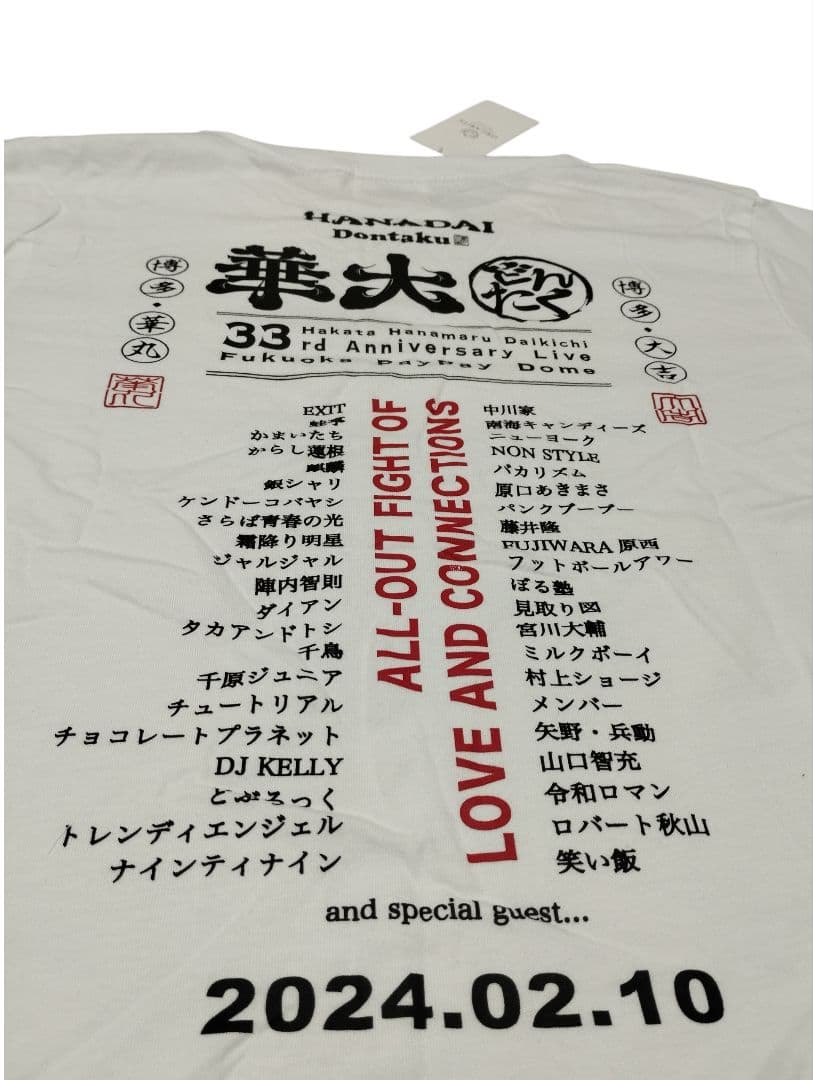 HANADAI
Dontaku
華大 どんたく
博多・華丸
博多・大吉
33rd Anniversary Live
Hakata Hanamaru Daikichi
Fukuoka PayPay Dome
ALL-OUT FIGHT OF
LOVE AND CONNECTIONS
EXIT
かまいたち
からし蓮根
麒麟
銀シャリ
ケンドーコバヤシ
さらば青春の光
霜降り明星
ジャルジャル
陣内智則
ダイアン
タカアンドトシ
千鳥
千原ジュニア
チュートリアル
チョコレートプラネット
DJ KELLY
とがろっく
トレンディエンジェル
ナインティナイン
中川家
南海キャンディーズ
ニューヨーク
NON STYLE
バカリズム
原口あきまさ
パンクブーブー
藤井隆
FUJIWARA 原西
フットボールアワー
ぼる塾
見取り図
宮川大輔
ミルクボーイ
村上ショージ
メンバー
矢野・兵動
山口智充
令和ロマン
ロバート秋山
笑い飯
and special guest...
2024.02.10